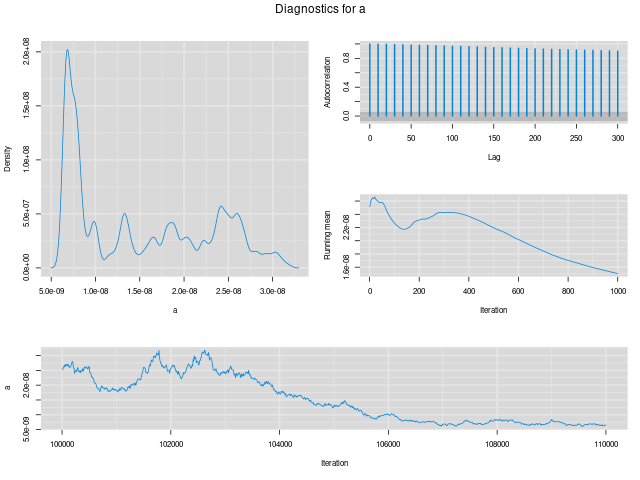 Diagnostics for a
Density
0.0e+00
5.0e+07
1.0e+08
1.5e+08
2.0e+08
5.0e-09 1.0e-08 1.5e-08 2.0e-08 2.5e-08 3.0e-08
a
Autocorrelation
0.0
0.4
0.8
0 50 100 150 200 250 300
Lag
Running mean
1.6e-08
2.2e-08
0 200 400 600 800 1000
Iteration
a
5.0e-09
2.0e-08
100000 102000 104000 106000 108000 110000
Iteration